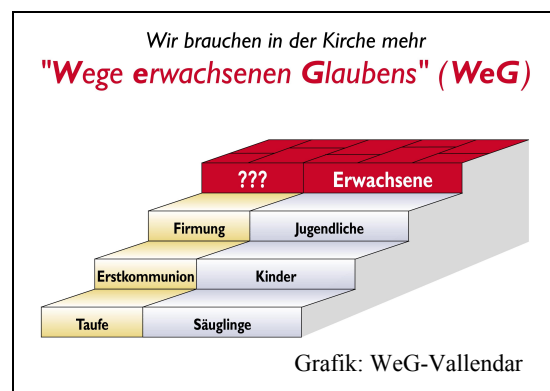 Wir brauchen in der Kirche mehr
"Wege erwachsenen Glaubens" (WeG)
??? Erwachsene
Firmung Jugendliche
Erstkommunion Kinder
Taufe Säuglinge
Grafik: WeG-Vallendar